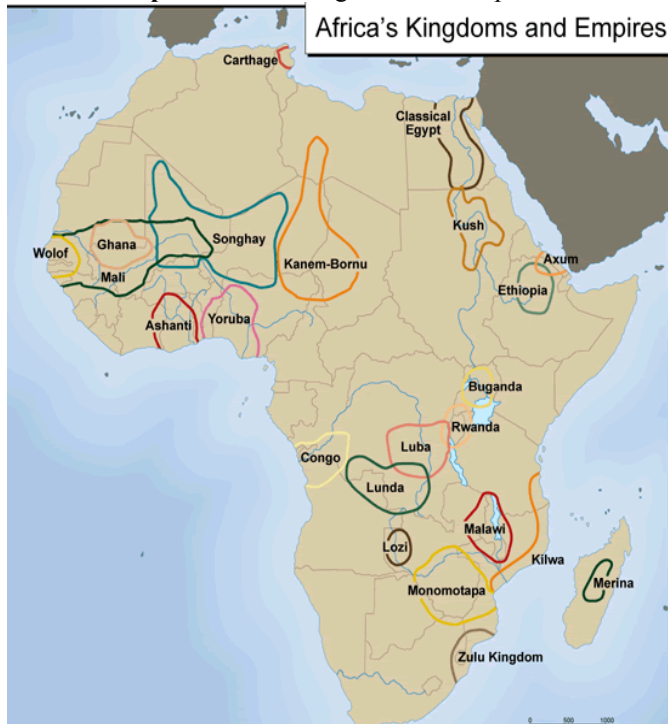 Africa's Kingdoms and Empires
Carthage
Classical
Egypt
Wolof
Ghana
Songhay
Mali
Kanem-Bornu
Kush
Axum
Ethiopia
Ashanti
Yoruba
Buganda
Rwanda
Congo
Luba
Lunda
Malawi
Lozi
Kilwa
Monomotapa
Merina
Zulu Kingdom
0 500 1000